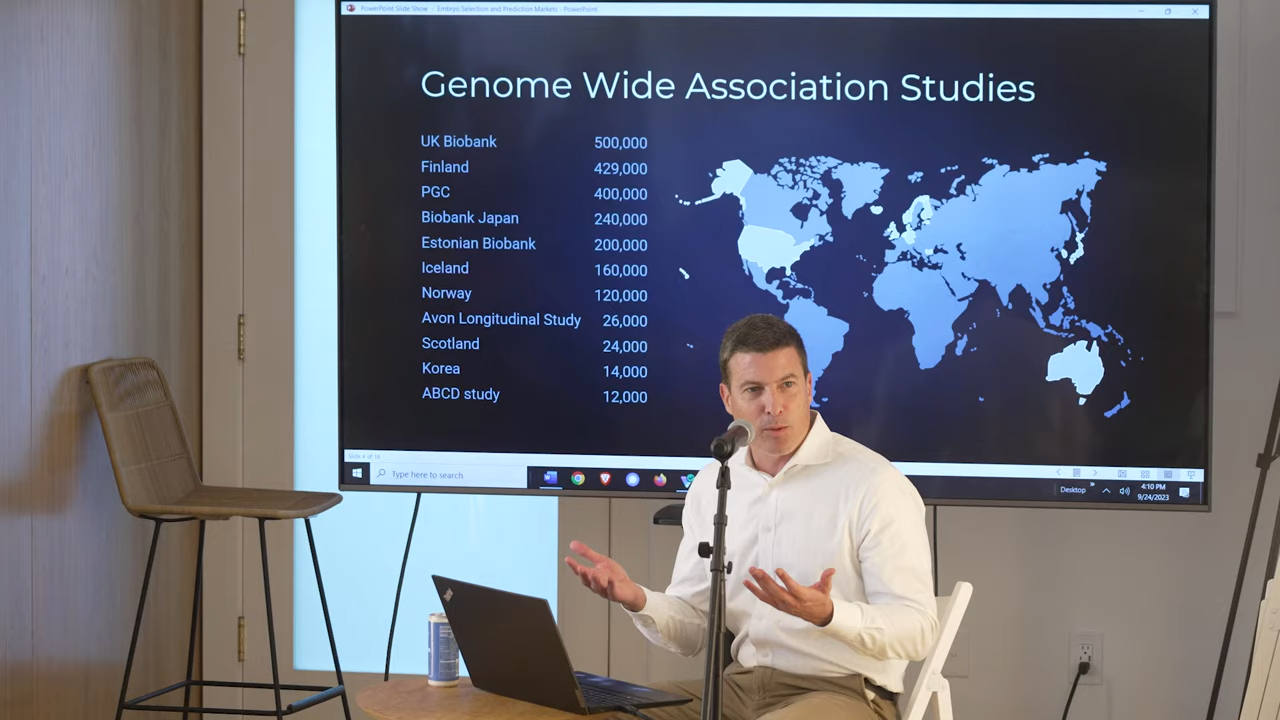 PowerPoint Slide Show - Embryo Selection and Prediction Markets - PowerPoint
Genome Wide Association Studies
UK Biobank 500,000
Finland 429,000
PGC 400,000
Biobank Japan 240,000
Estonian Biobank 200,000
Iceland 160,000
Norway 120,000
Avon Longitudinal Study 26,000
Scotland 24,000
Korea 14,000
ABCD study 12,000
Type here to search
Desktop
4:10 PM
9/24/2023